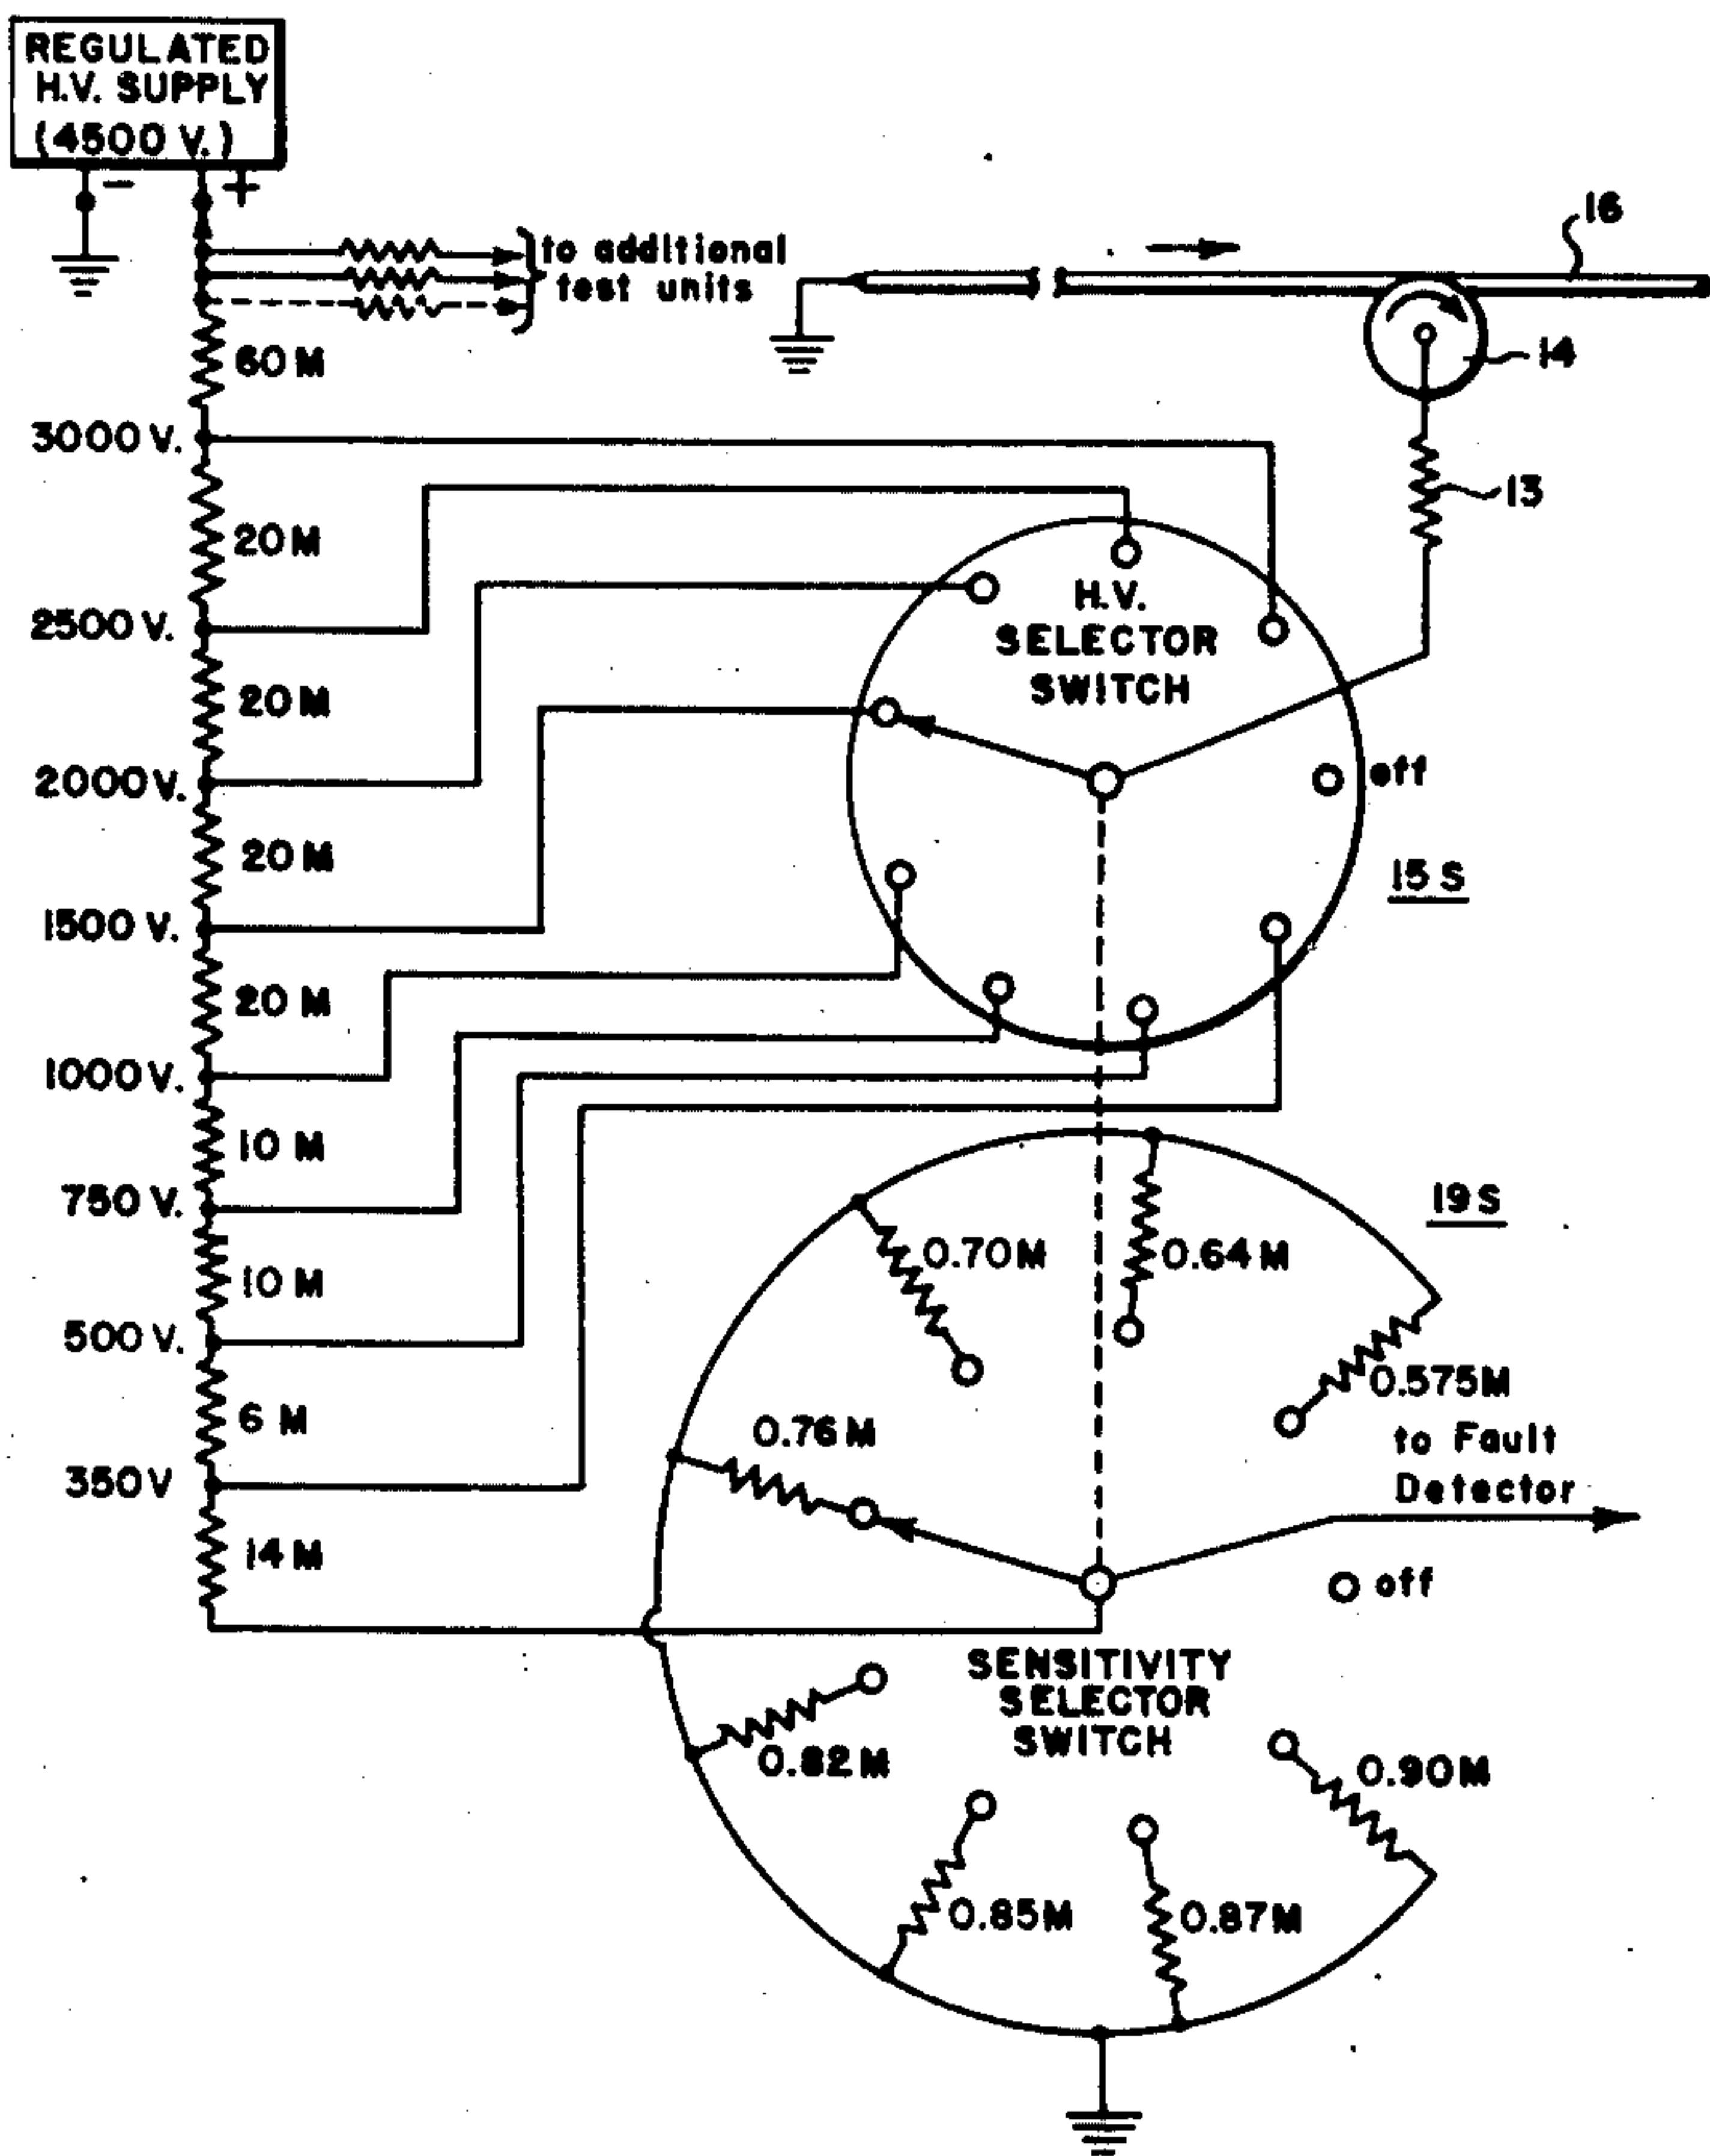 REGULATED
H.V. SUPPLY
(4500 V.)
- +
to additional
test units
16
60 M
14
3000 V.
13
20 M
H.V.
SELECTOR
SWITCH
2500 V.
20 M
off
2000 V.
20 M
15 S
1500 V.
20 M
1000 V.
10 M
19 S
750 V.
0.70 M
0.64 M
10 M
500 V.
0.575 M
6 M
0.76 M
to Fault
Detector
350 V
14 M
off
SENSITIVITY
SELECTOR
SWITCH
0.82 M
0.90 M
0.85 M
0.87 M